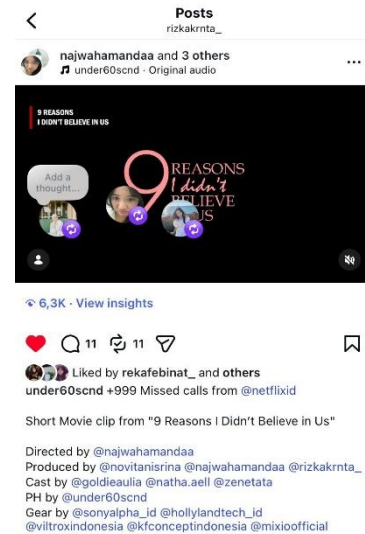 Posts
rizkakrnta_
najwahamandaa and 3 others
under60scnd · Original audio
9 REASONS
I DIDN'T BELIEVE IN US
Add a
thought...
9 REASONS
I didn't
BELIEVE
US
6,3K · View insights
11 11
Liked by rekafebinat_ and others
under60scnd +999 Missed calls from @netflixid
Short Movie clip from "9 Reasons I Didn't Believe in Us"
Directed by @najwahamandaa
Produced by @novitanisrina @najwahamandaa @rizkakrnta_
Cast by @goldieaulia @natha.aell @zenetata
PH by @under60scnd
Gear by @sonyalpha_id @hollylandtech_id
@viltroxindonesia @kfconceptindonesia @mixioofficial